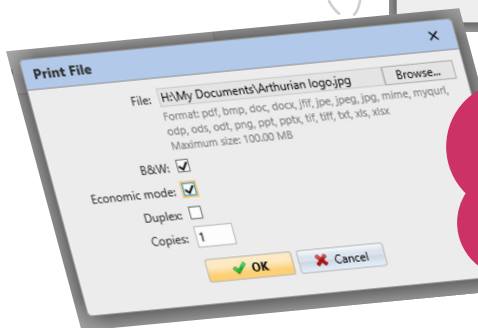 Print File
File: H:\My Documents\Arthurian logo.jpg Browse...
Format: pdf, bmp, doc, docx, jfif, jpe, jpeg, jpg, mime, myqurl,
odp, ods, odt, png, ppt, pptx, tif, tiff, txt, xls, xlsx
Maximum size: 100.00 MB
B&W:
Economic mode:
Duplex:
Copies: 1
OK Cancel